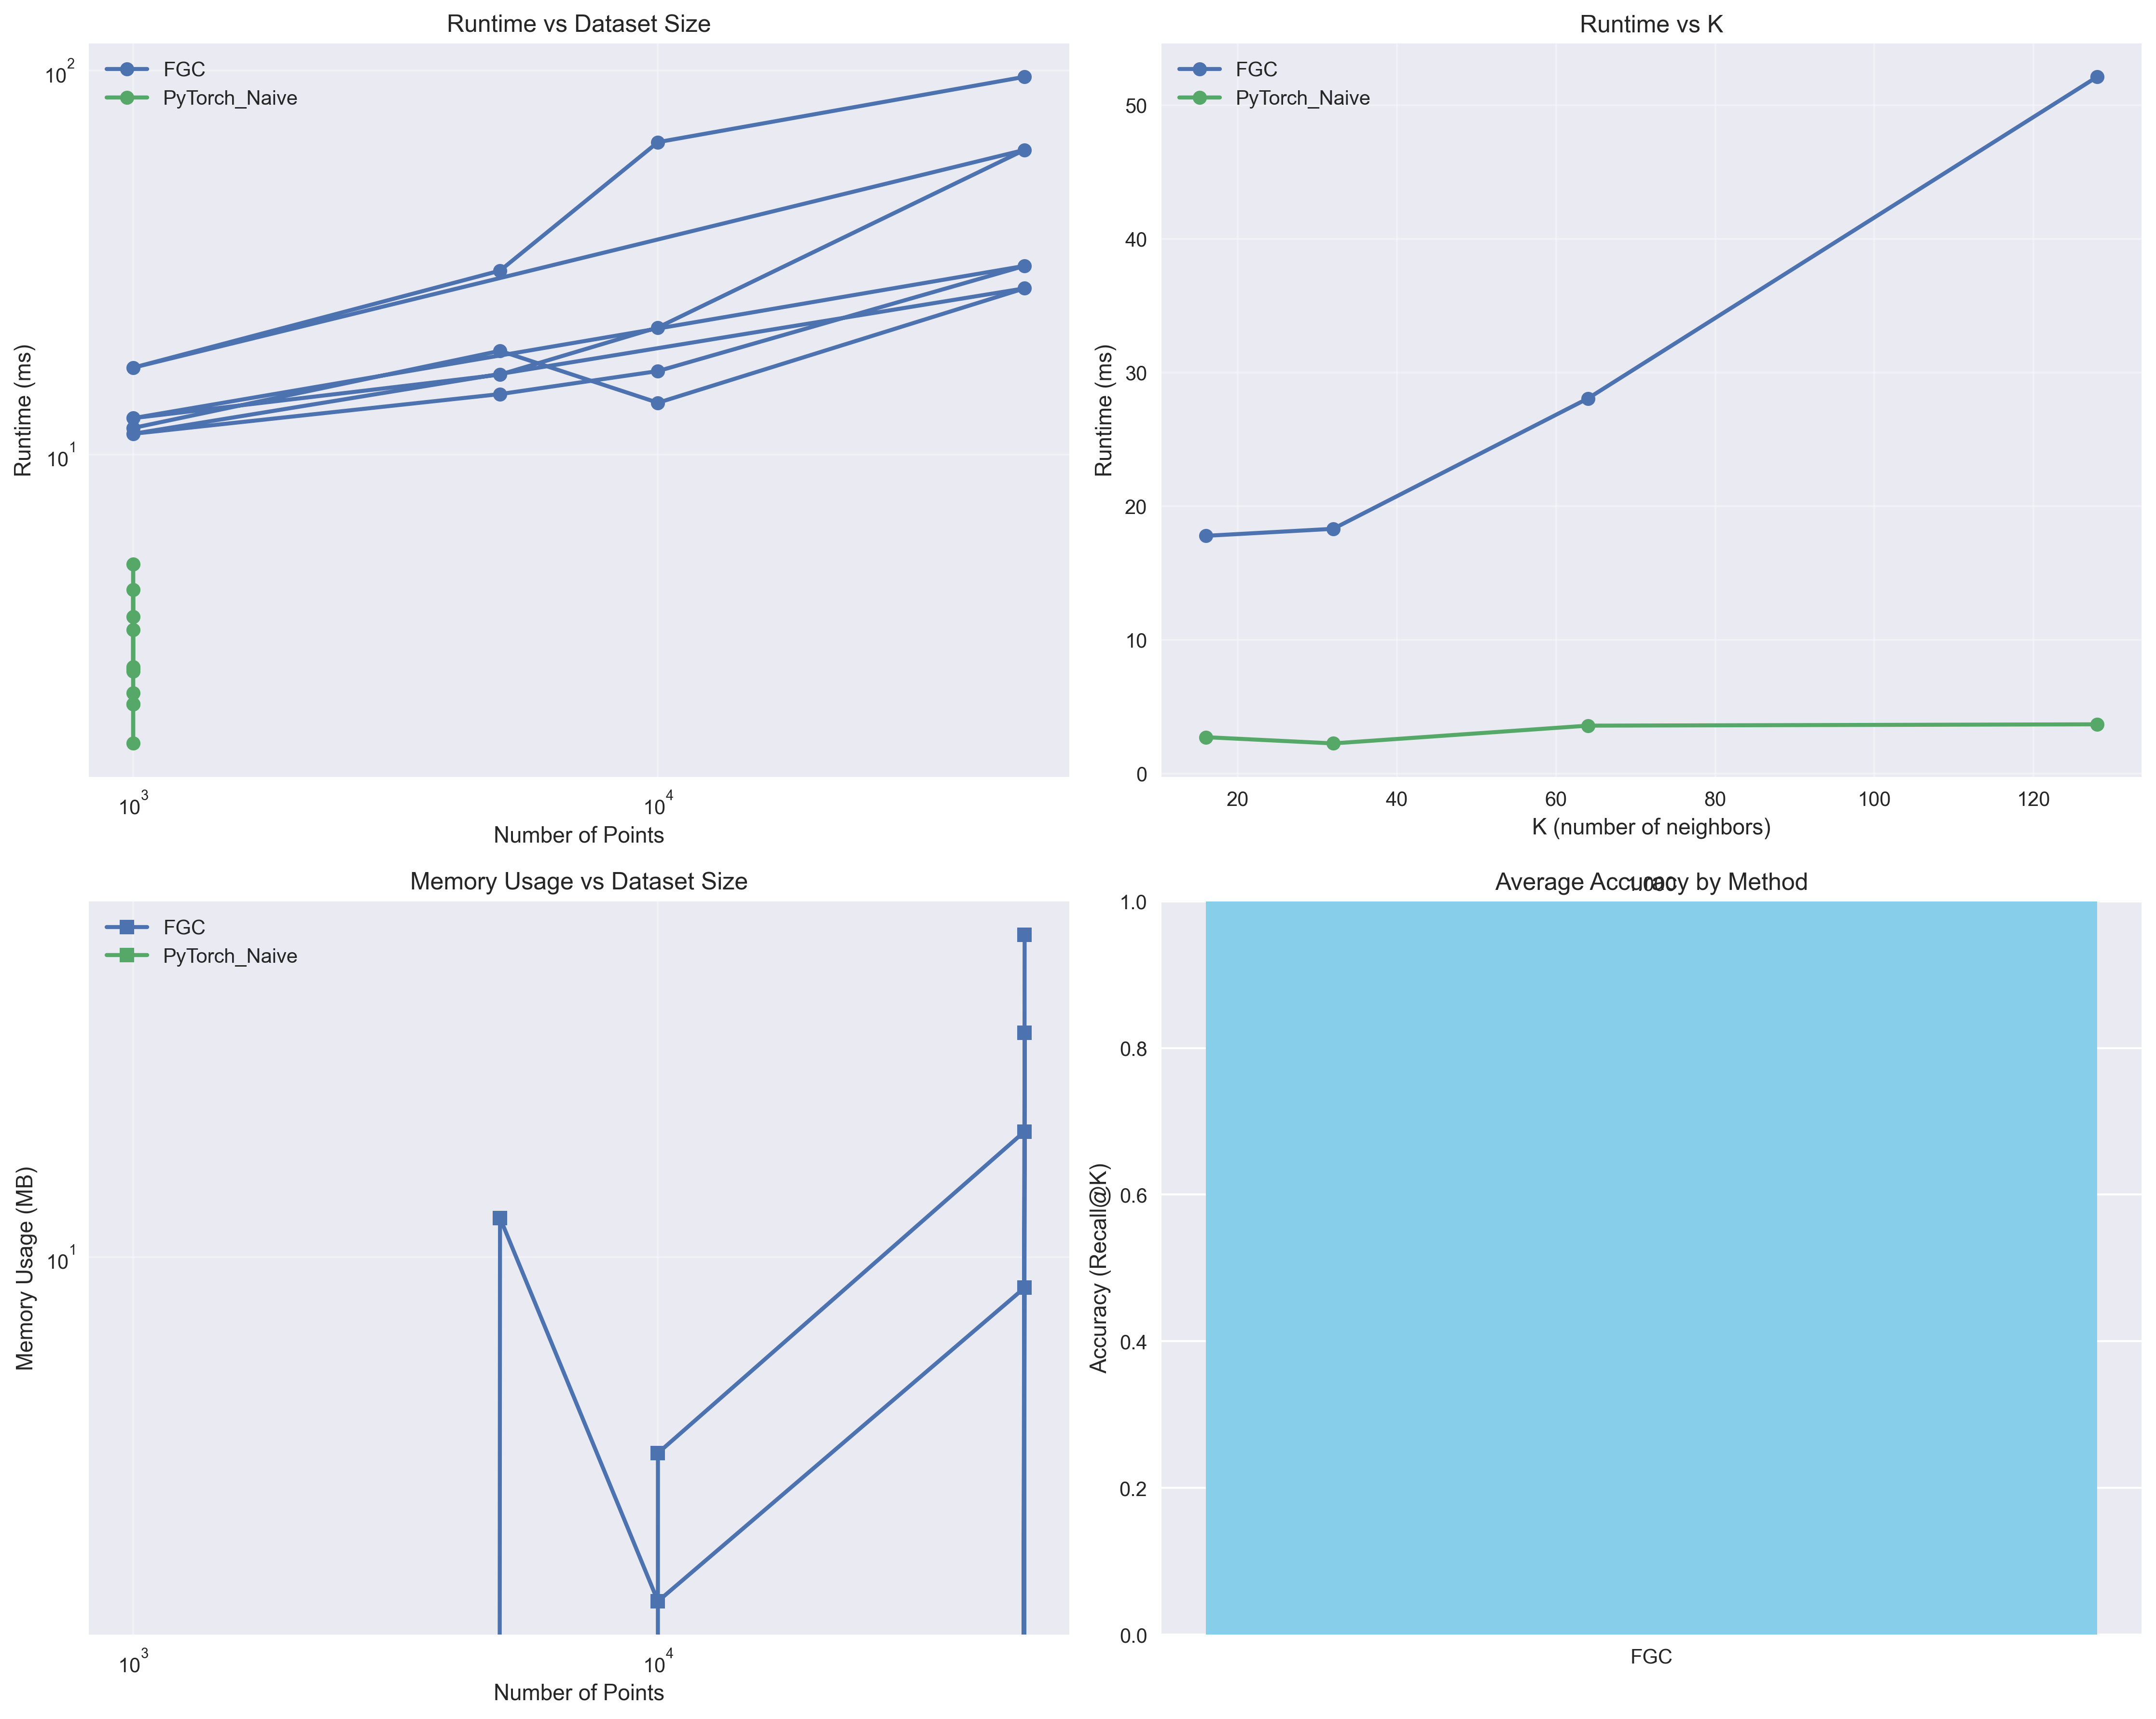 Runtime vs Dataset Size
10^2
10^1
Runtime (ms)
FGC
PyTorch_Naive
10^3
10^4
Number of Points
Runtime vs K
50
40
30
20
10
0
Runtime (ms)
FGC
PyTorch_Naive
20
40
60
80
100
120
K (number of neighbors)
Memory Usage vs Dataset Size
10^1
Memory Usage (MB)
FGC
PyTorch_Naive
10^3
10^4
Number of Points
Average Accuracy by Method
1.000
1.0
0.8
0.6
0.4
0.2
0.0
Accuracy (Recall@K)
FGC